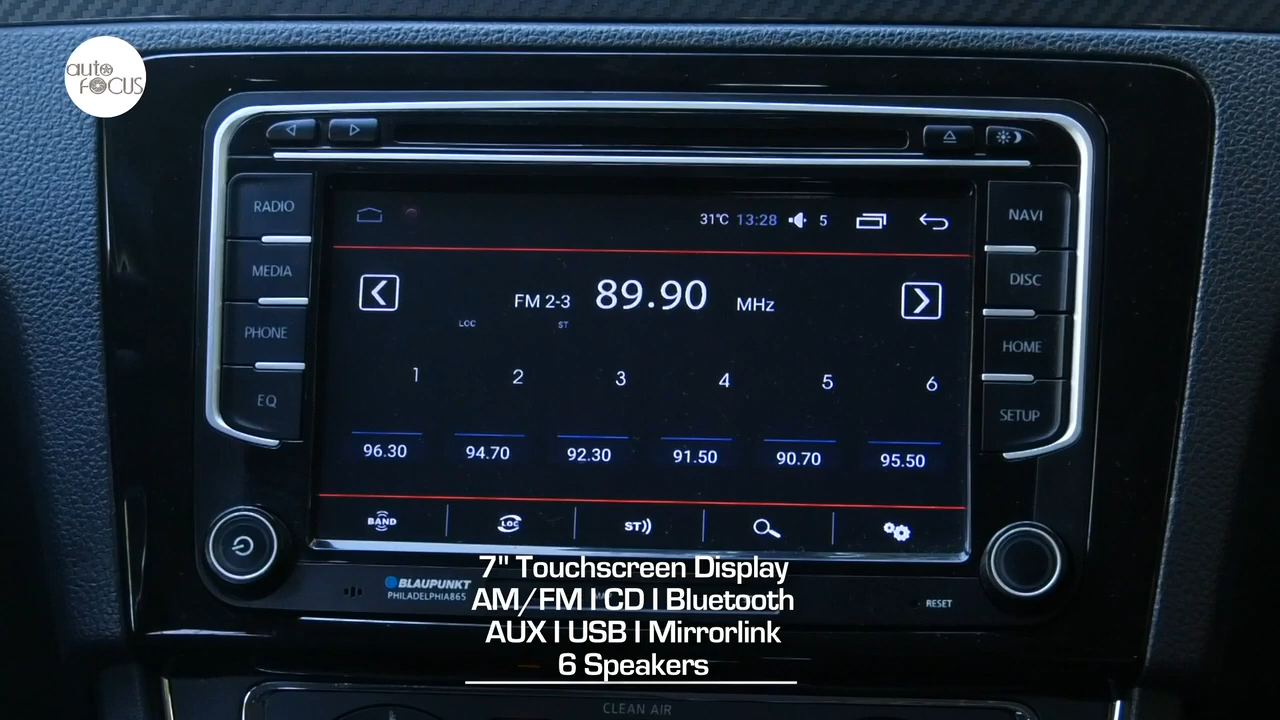 auto
FOCUS
RADIO
MEDIA
PHONE
EQ
NAVI
DISC
HOME
SETUP
31℃ 13:28 5
FM 2-3 89.90 MHz
LOC ST
1 2 3 4 5 6
96.30 94.70 92.30 91.50 90.70 95.50
BAND LOC ST
BLAUPUNKT
PHILADELPHIA865
RESET
7" Touchscreen Display
AM/FM | CD | Bluetooth
AUX | USB | Mirrorlink
6 Speakers
CLEAN AIR